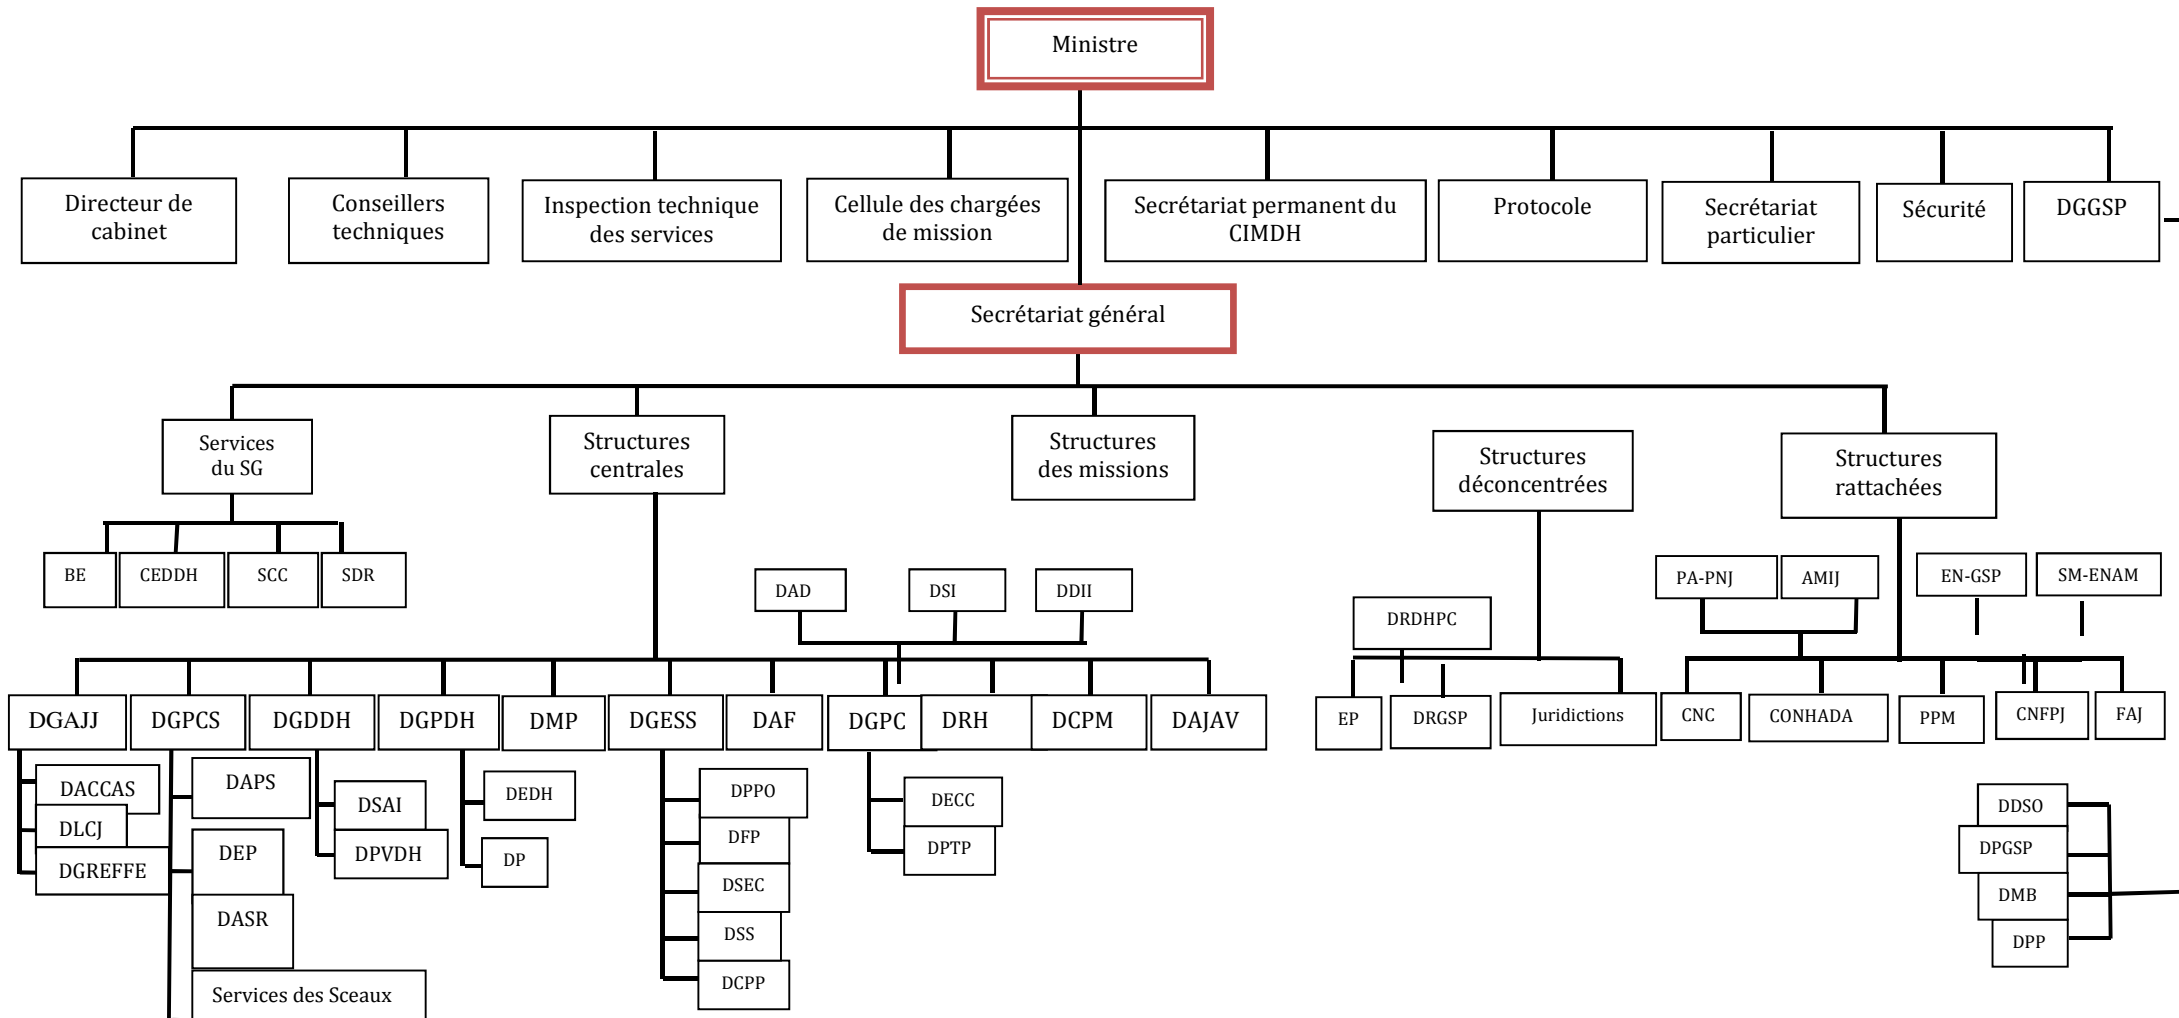 Ministre
Directeur de
cabinet
Conseillers
techniques
Inspection technique
des services
Cellule des chargées
de mission
Secrétariat permanent du
CIMDH
Protocole
Secrétariat
particulier
Sécurité
DGGSP
Secrétariat général
Services
du SG
Structures
centrales
Structures
des missions
Structures
déconcentrées
Structures
rattachées
BE
CEDDH
SCC
SDR
DAD
DSI
DDII
DRDHPC
PA-PNJ
AMIJ
EN-GSP
SM-ENAM
DGAJJ
DGPCS
DGDDH
DGPDH
DMP
DGESS
DAF
DGPC
DRH
DCPM
DAJAV
EP
DRGSP
Juridictions
CNC
CONHADA
PPM
CNFPJ
FAJ
DACCAS
DLCJ
DGREFFE
DAPS
DEP
DASR
Services des Sceaux
DSAI
DPVDH
DEDH
DP
DPPO
DFP
DSEC
DSS
DCPP
DECC
DPTP
DDSO
DPGSP
DMB
DPP